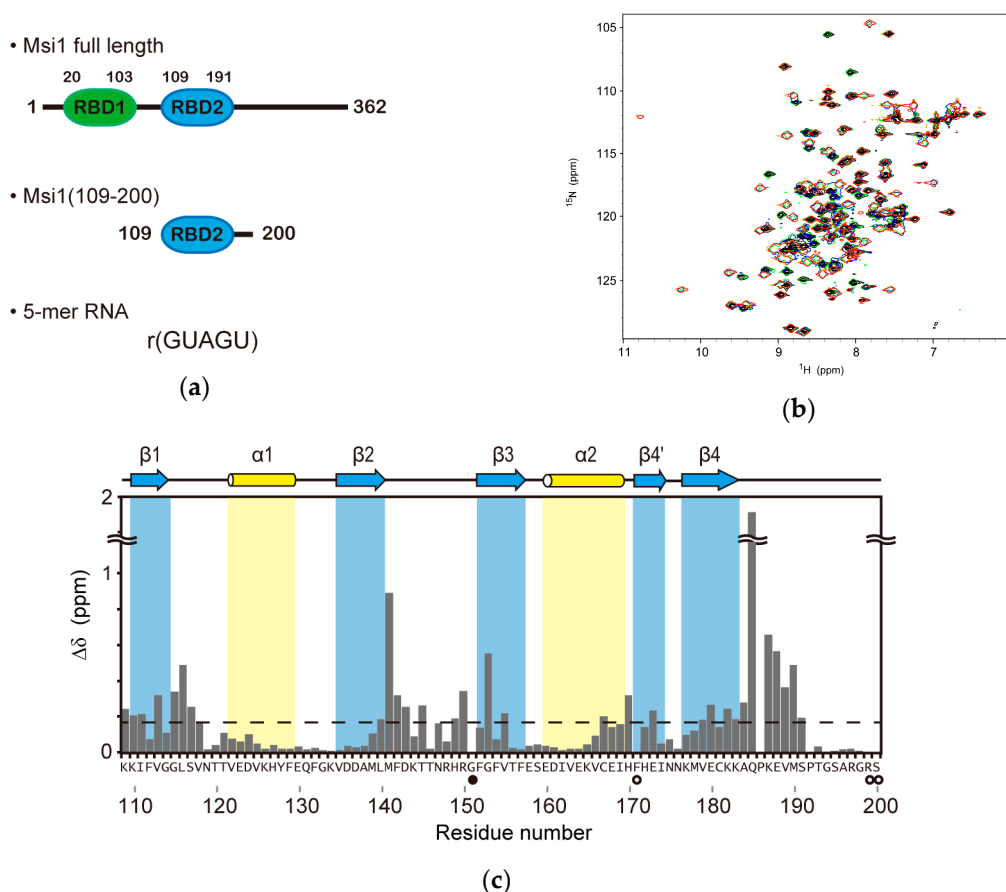 • Msi1 full length
20 103 109 191
1 RBD1 RBD2 362
• Msi1(109-200)
109 RBD2 200
• 5-mer RNA
r(GUAGU)
(a)
105
110
115
120
125
¹⁵N (ppm)
11 10 9 8 7
¹H (ppm)
(b)
β1 α1 β2 β3 α2 β4' β4
2
1
0
Δδ (ppm)
KKIFVGGLSVNTTVEDVKHYFEQFGKVDDAMLMFDKTTNRHRGFGFVTFESEDIVEKVCEIHFHEINNKMVECKKAQPKEVMSPTGSARGRS
110 120 130 140 150 160 170 180 190 200
Residue number
(c)